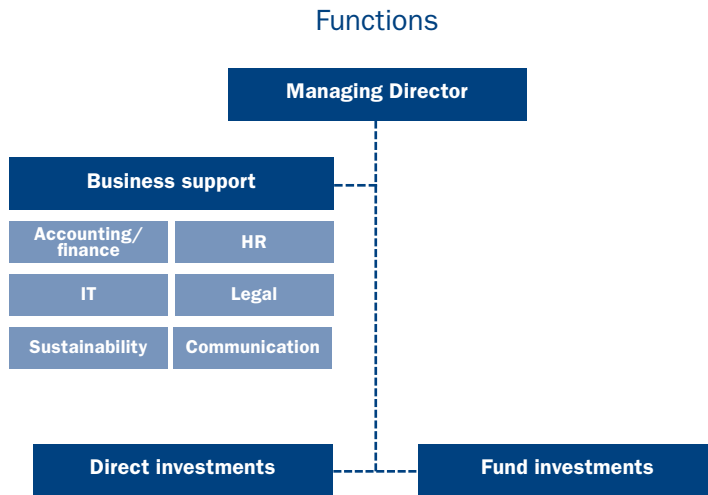 Functions
Managing Director
Business support
Accounting/
finance
HR
IT
Legal
Sustainability
Communication
Direct investments
Fund investments